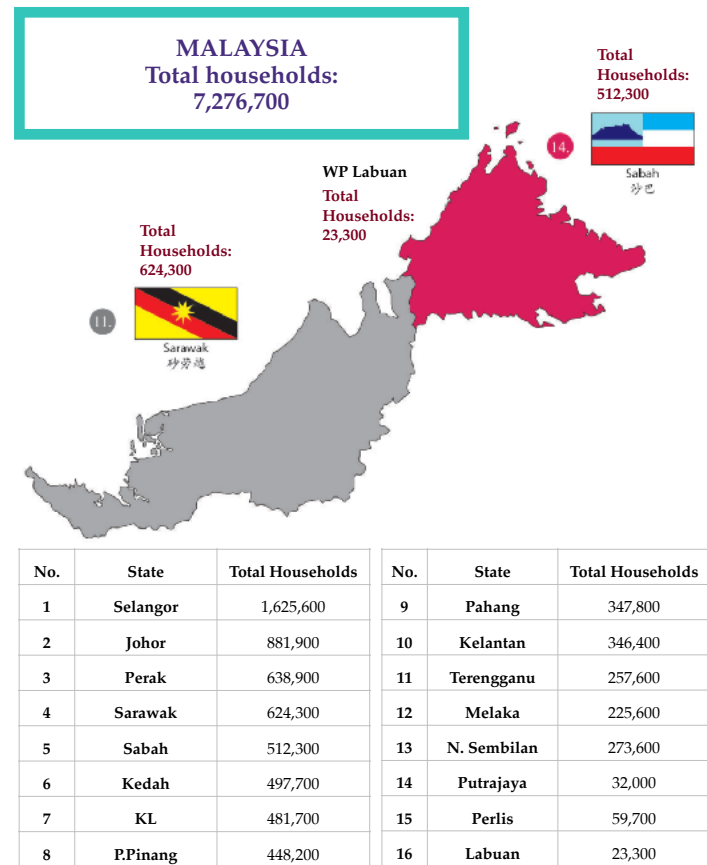 MALAYSIA
Total households:
7,276,700
Total
Households:
512,300
14.
Sabah
沙巴
WP Labuan
Total
Households:
23,300
Total
Households:
624,300
11.
Sarawak
砂劳越
No. State Total Households
1 Selangor 1,625,600
2 Johor 881,900
3 Perak 638,900
4 Sarawak 624,300
5 Sabah 512,300
6 Kedah 497,700
7 KL 481,700
8 P.Pinang 448,200
No. State Total Households
9 Pahang 347,800
10 Kelantan 346,400
11 Terengganu 257,600
12 Melaka 225,600
13 N. Sembilan 273,600
14 Putrajaya 32,000
15 Perlis 59,700
16 Labuan 23,300